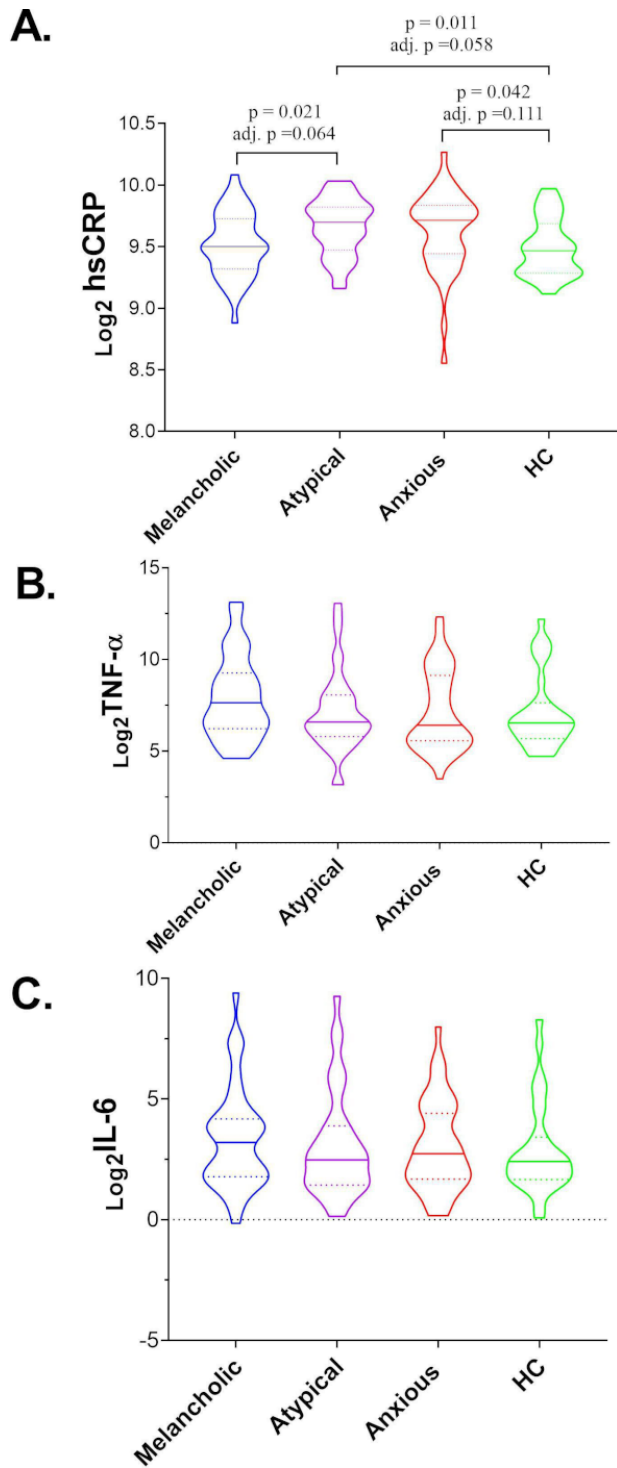 A.
p = 0.011
adj. p =0.058
p = 0.021
adj. p =0.064
p = 0.042
adj. p =0.111
Log2 hsCRP
10.5
10.0
9.5
9.0
8.5
8.0
Melancholic
Atypical
Anxious
HC
B.
Log2TNF-α
15
10
5
0
Melancholic
Atypical
Anxious
HC
C.
Log2IL-6
10
5
0
-5
Melancholic
Atypical
Anxious
HC